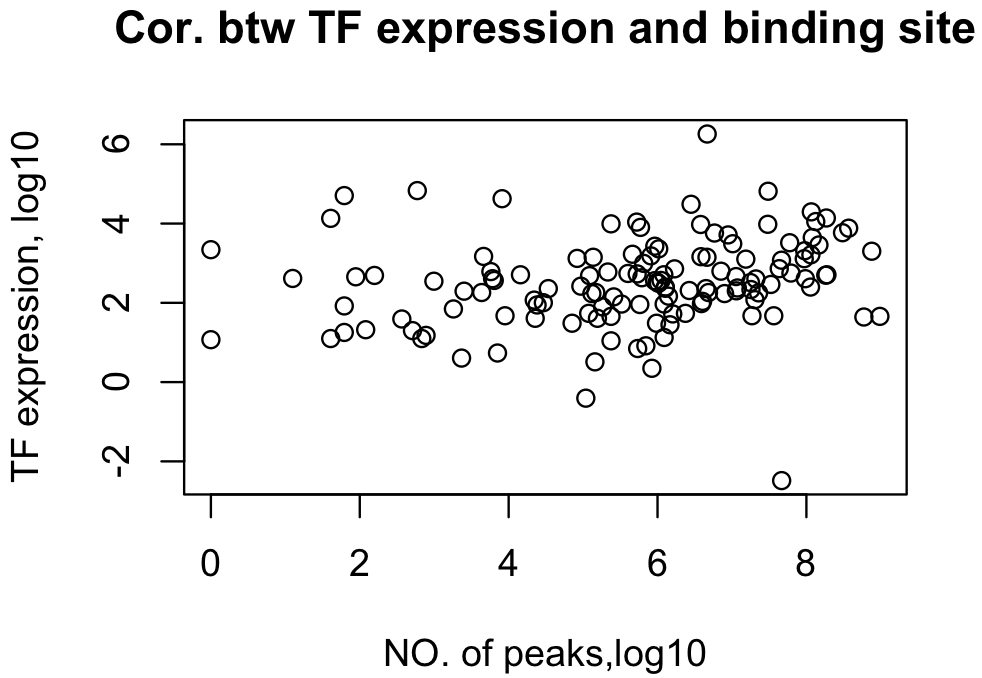 Cor. btw TF expression and binding site
TF expression, log10
6
4
2
0
-2
0 2 4 6 8
NO. of peaks,log10